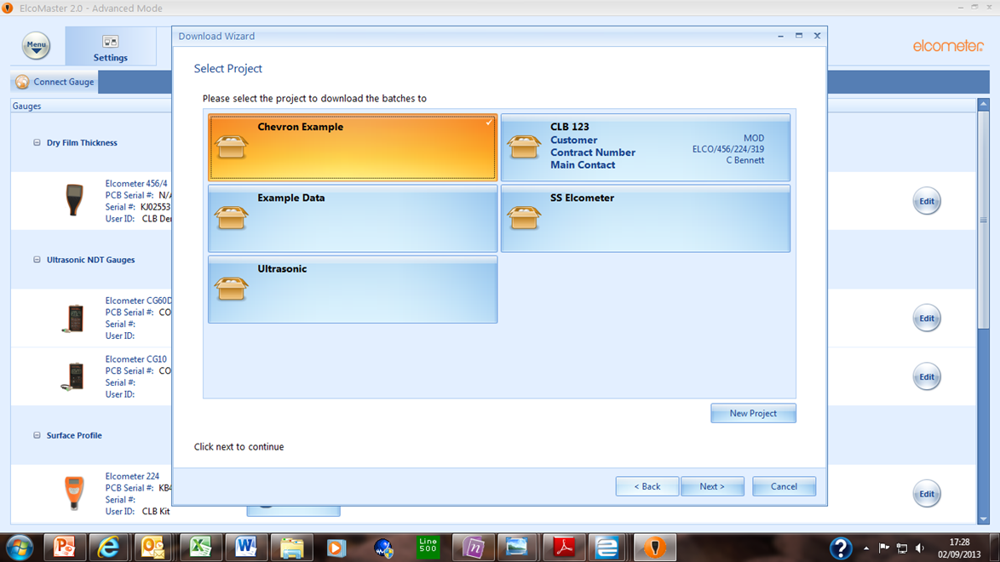 ElcoMaster 2.0 - Advanced Mode
Menu
Settings
elcometer
Connect Gauge
Gauges
Dry Film Thickness
Elcometer 456/4
PCB Serial #: N/
Serial #: KJ02553
User ID: CLB De
Edit
Ultrasonic NDT Gauges
Elcometer CG60D
PCB Serial #: CO
Serial #:
User ID:
Edit
Elcometer CG10
PCB Serial #: CO
Serial #:
User ID:
Edit
Surface Profile
Elcometer 224
PCB Serial #: KB4
Serial #:
User ID: CLB Kit
Edit
Download Wizard
Select Project
Please select the project to download the batches to
Chevron Example
CLB 123
Customer MOD
Contract Number ELCO/456/224/319
Main Contact C Bennett
Example Data
SS Elcometer
Ultrasonic
New Project
Click next to continue
< Back
Next >
Cancel
Line
500
17:28
02/09/2013